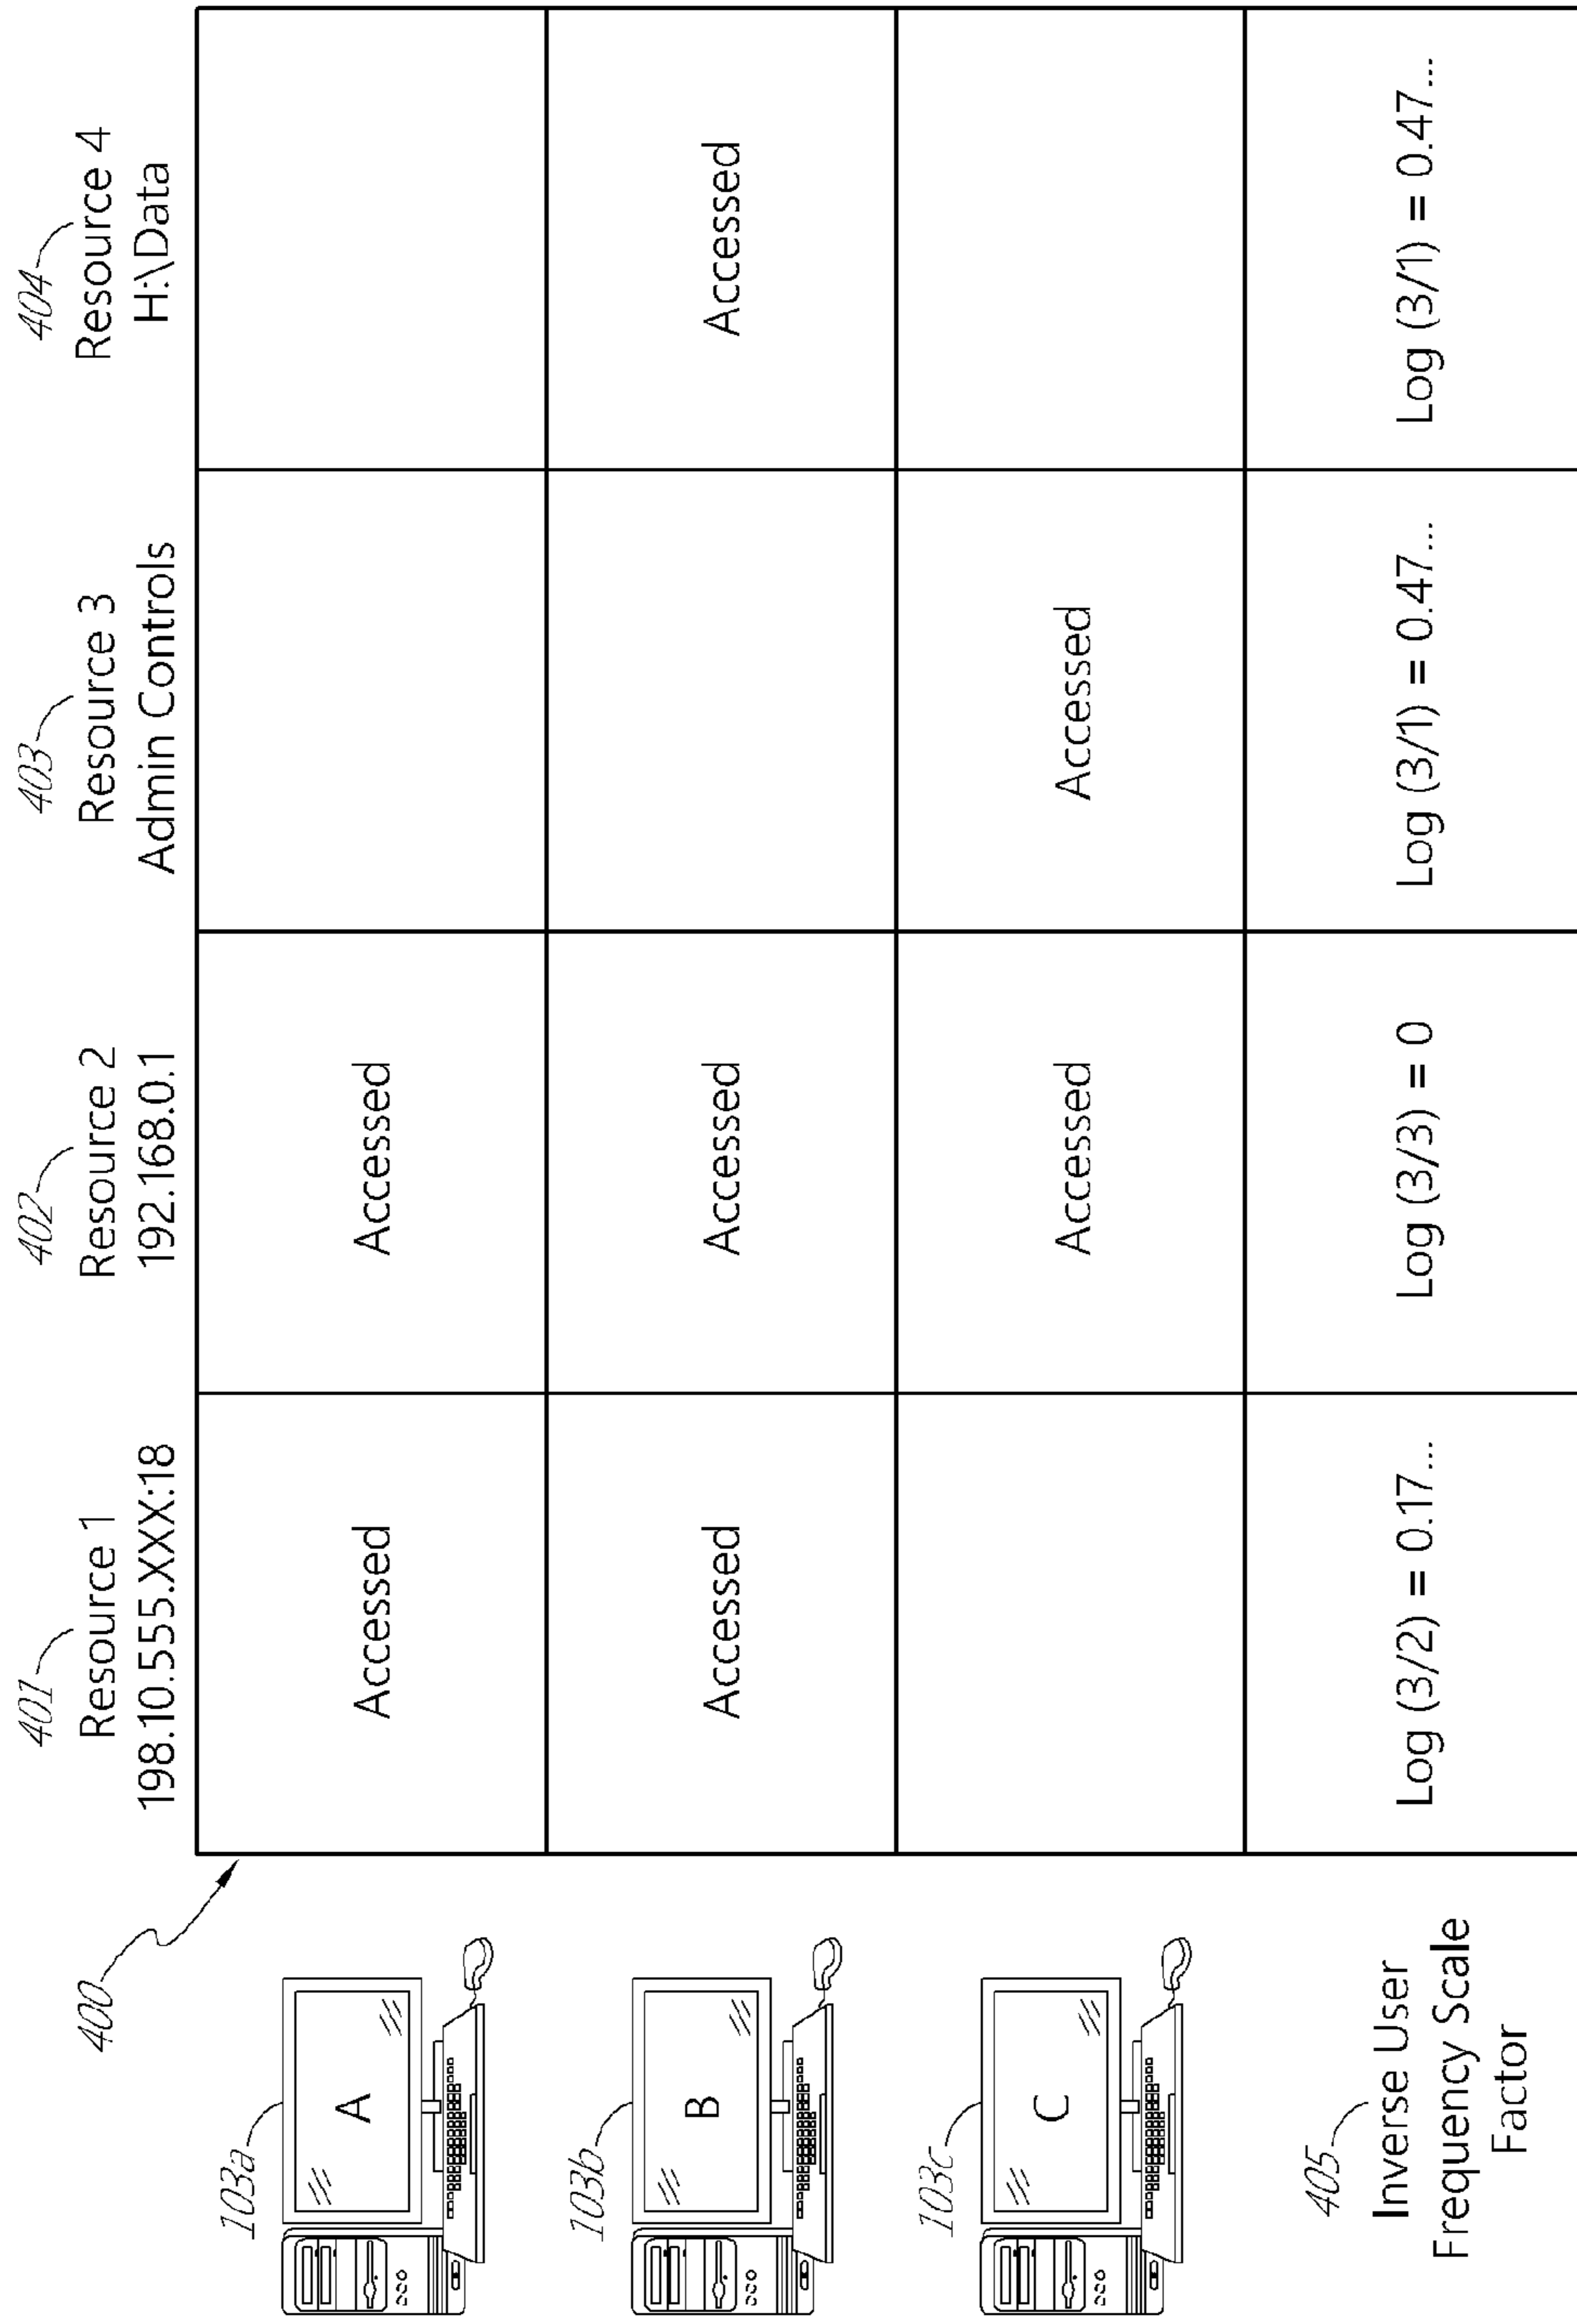 400
401
Resource 1
198.10.555.XXX:18
402
Resource 2
192.168.0.1
403
Resource 3
Admin Controls
404
Resource 4
H:\Data
103a
A
Accessed
Accessed
103b
B
Accessed
Accessed
Accessed
103c
C
Accessed
Accessed
405
Inverse User
Frequency Scale
Factor
Log (3/2) = 0.17...
Log (3/3) = 0
Log (3/1) = 0.47...
Log (3/1) = 0.47...